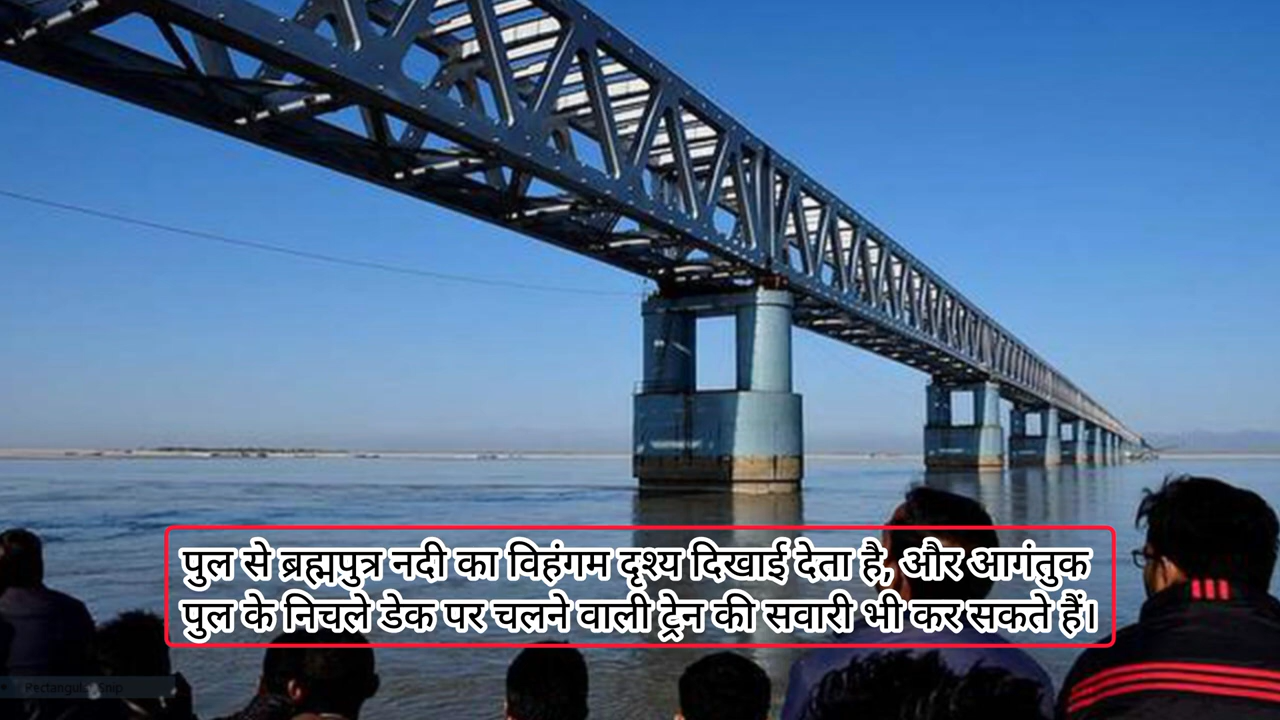 पुल से ब्रह्मपुत्र नदी का विहंगम दृश्य दिखाई देता है, और आगंतुक
पुल के निचले डेक पर चलने वाली ट्रेन की सवारी भी कर सकते हैं।